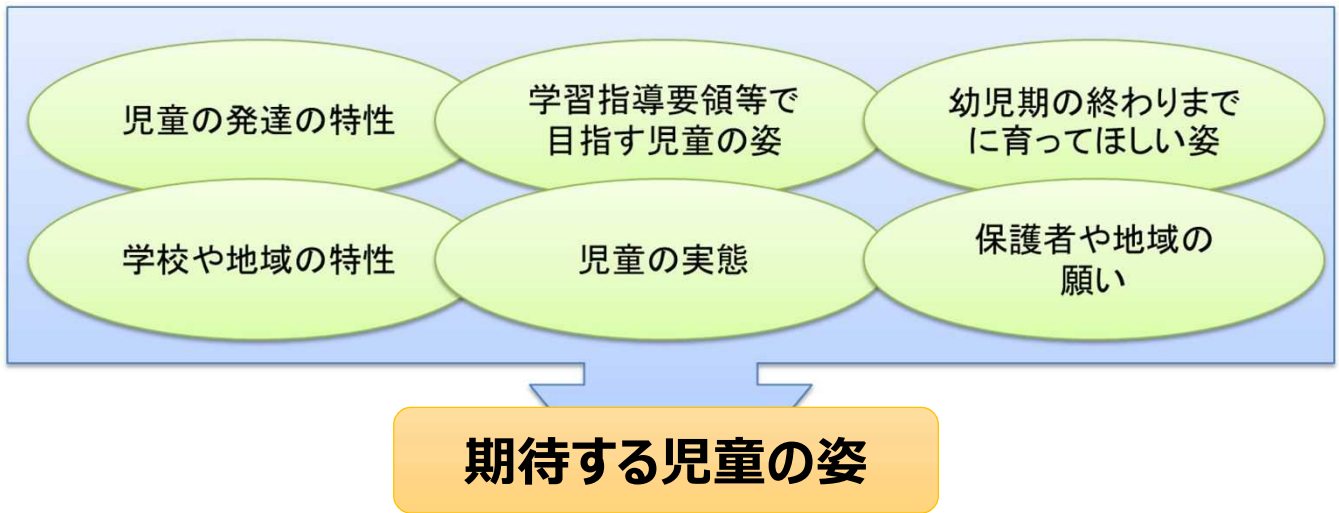 児童の発達の特性
学習指導要領等で
目指す児童の姿
幼児期の終わりまで
に育ってほしい姿
学校や地域の特性
児童の実態
保護者や地域の
願い
期待する児童の姿